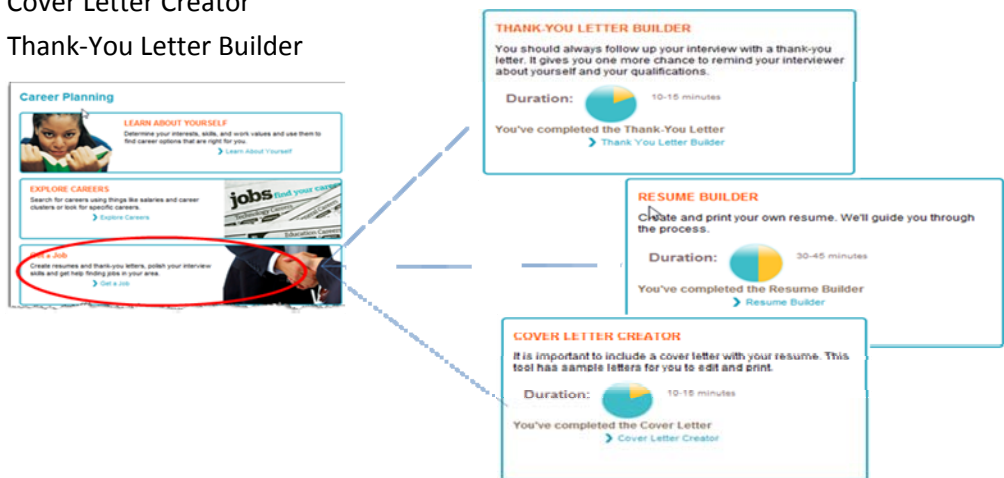 Cover Letter Creator
Thank-You Letter Builder
Career Planning
LEARN ABOUT YOURSELF
Determine your interests, skills, and work values and use them to
find career options that are right for you.
Learn About Yourself
EXPLORE CAREERS
Search for careers using things like salaries and career
clusters or look for specific careers.
Explore Careers
jobs find your career
Technology Careers
Education Careers
Get a Job
Create resumes and thank-you letters, polish your interview
skills and get help finding jobs in your area.
Get a Job
THANK-YOU LETTER BUILDER
You should always follow up your interview with a thank-you
letter. It gives you one more chance to remind your interviewer
about yourself and your qualifications.
Duration: 10-15 minutes
You've completed the Thank-You Letter
Thank You Letter Builder
RESUME BUILDER
Create and print your own resume. We'll guide you through
the process.
Duration: 30-45 minutes
You've completed the Resume Builder
Resume Builder
COVER LETTER CREATOR
It is important to include a cover letter with your resume. This
tool has sample letters for you to edit and print.
Duration: 10-15 minutes
You've completed the Cover Letter
Cover Letter Creator